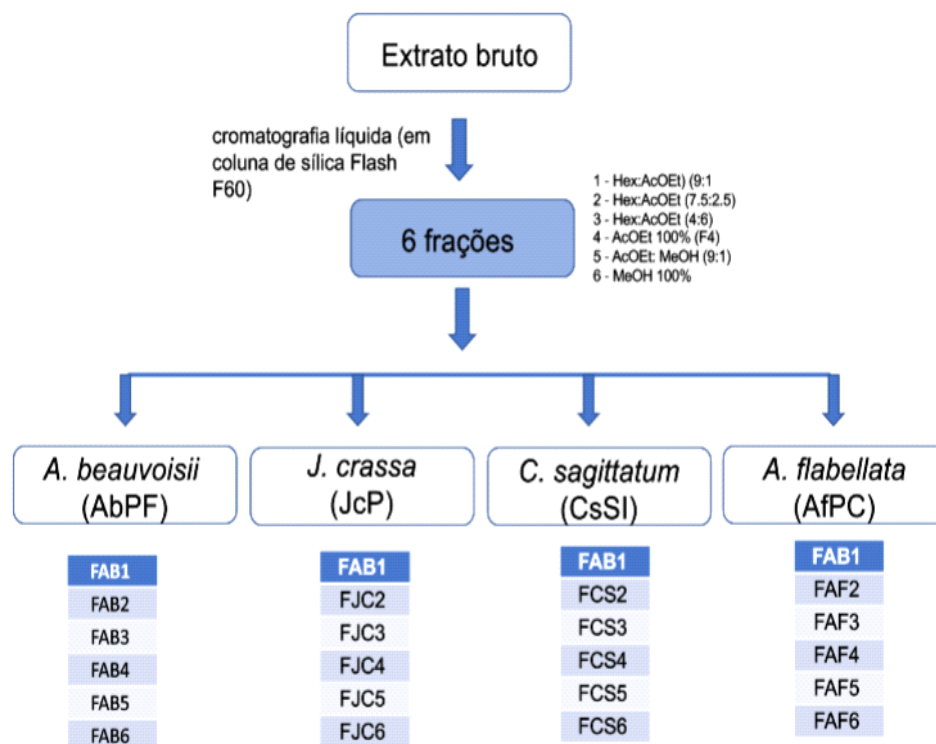 Extrato bruto
cromatografia líquida (em
coluna de sílica Flash
F60)
6 frações
1 - Hex:AcOEt) (9:1
2 - Hex:AcOEt (7.5:2.5)
3 - Hex:AcOEt (4:6)
4 - AcOEt 100% (F4)
5 - AcOEt: MeOH (9:1)
6 - MeOH 100%
A. beauvoisii
(AbPF)
J. crassa
(JcP)
C. sagittatum
(CsSI)
A. flabellata
(AfPC)
FAB1
FAB2
FAB3
FAB4
FAB5
FAB6
FAB1
FJC2
FJC3
FJC4
FJC5
FJC6
FAB1
FCS2
FCS3
FCS4
FCS5
FCS6
FAB1
FAF2
FAF3
FAF4
FAF5
FAF6